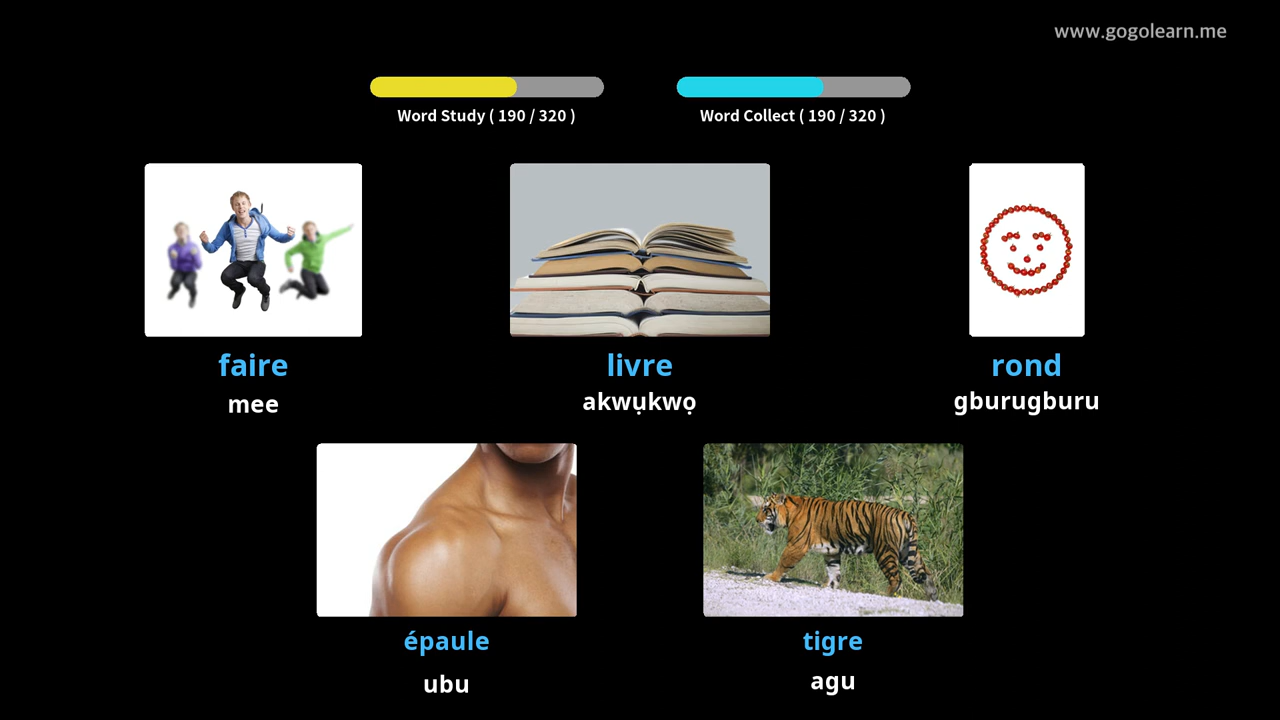 www.gogolearn.me
Word Study ( 190 / 320 )
Word Collect ( 190 / 320 )
faire
mee
livre
akwụkwọ
rond
gburugburu
épaule
ubu
tigre
agu